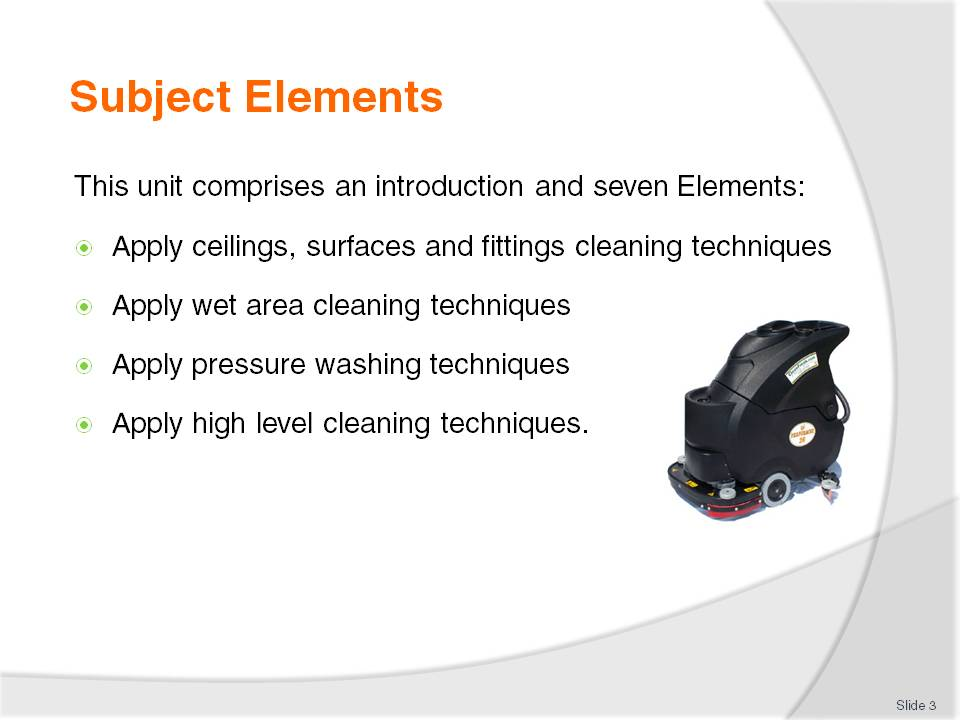 Subject Elements
This unit comprises an introduction and seven Elements:
Apply ceilings, surfaces and fittings cleaning techniques
Apply wet area cleaning techniques
Apply pressure washing techniques
Apply high level cleaning techniques.
Slide 3